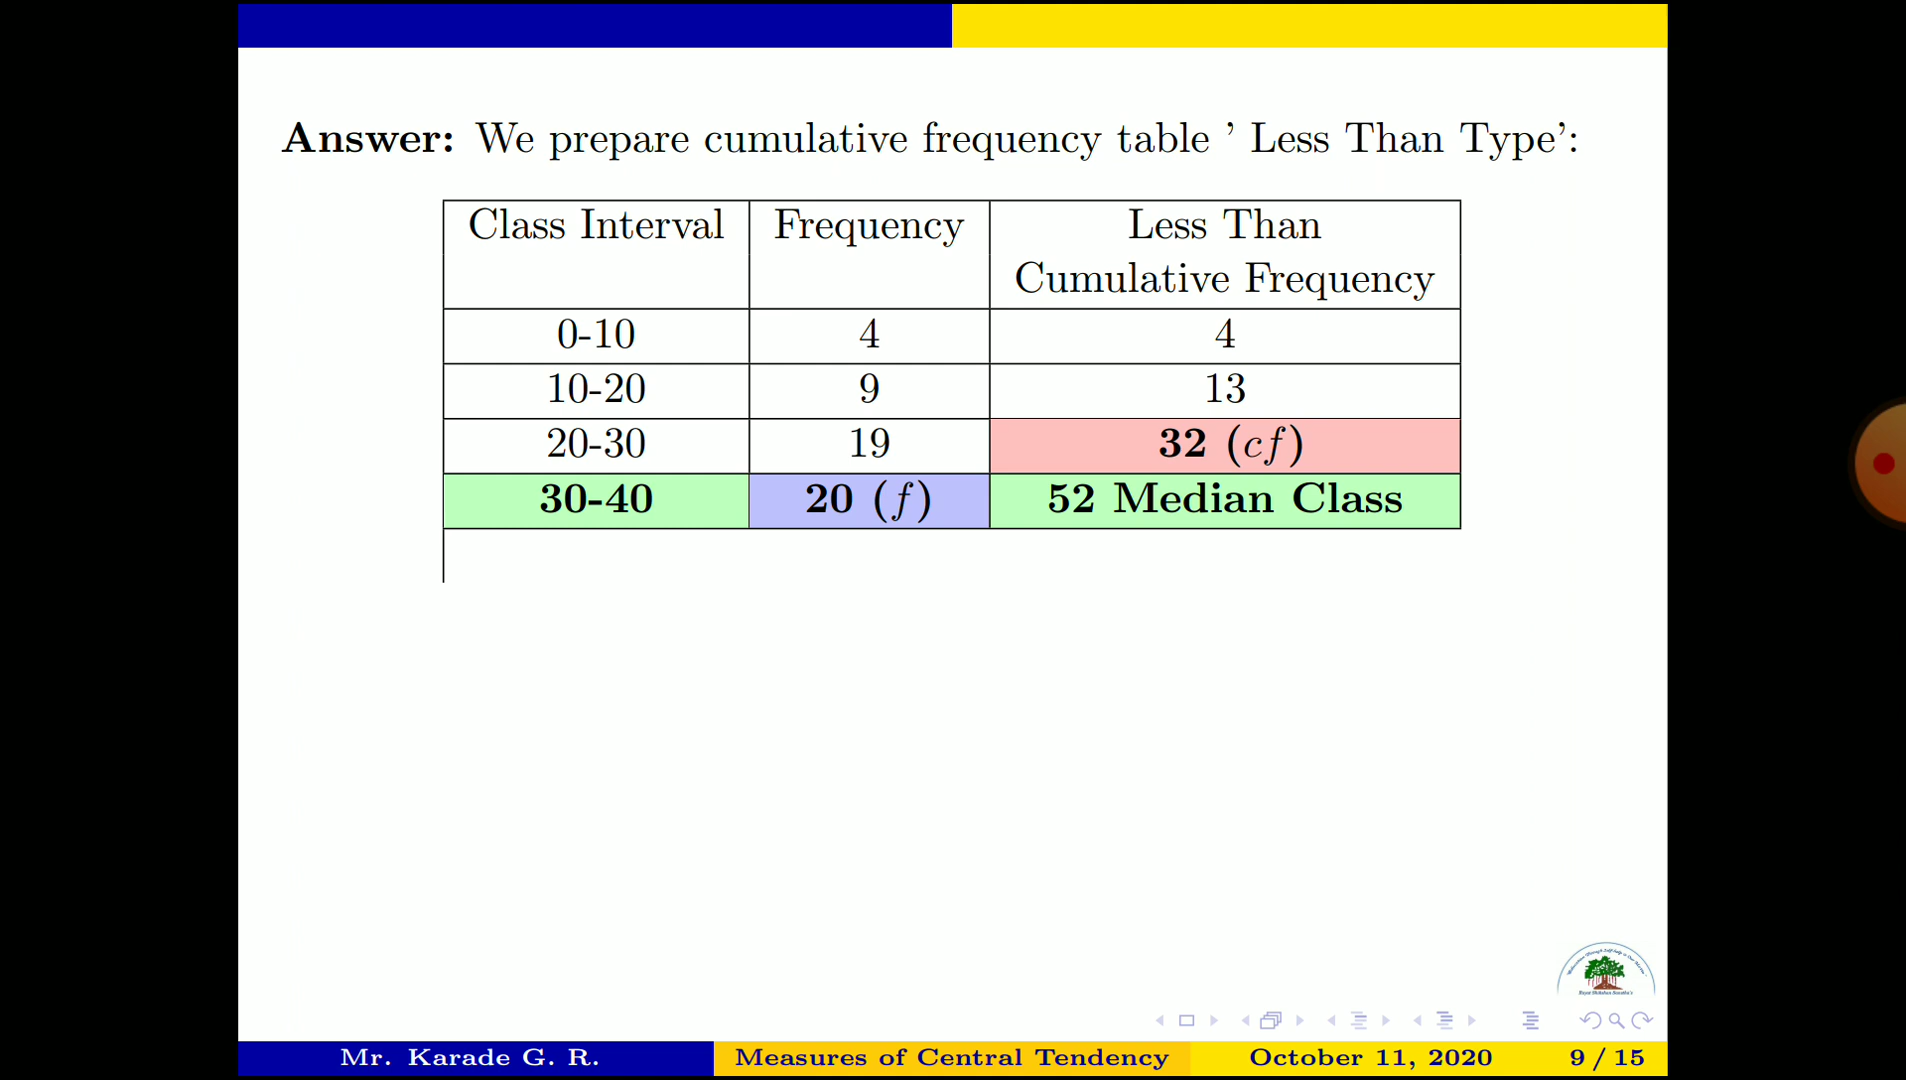 Answer: We prepare cumulative frequency table ’ Less Than Type’:
Class Interval Frequency Less Than
Cumulative Frequency
0-10 4 4
10-20 9 13
20-30 19 32 (cf)
30-40 20 (f) 52 Median Class
Mr. Karade G. R. Measures of Central Tendency October 11, 2020 9 / 15